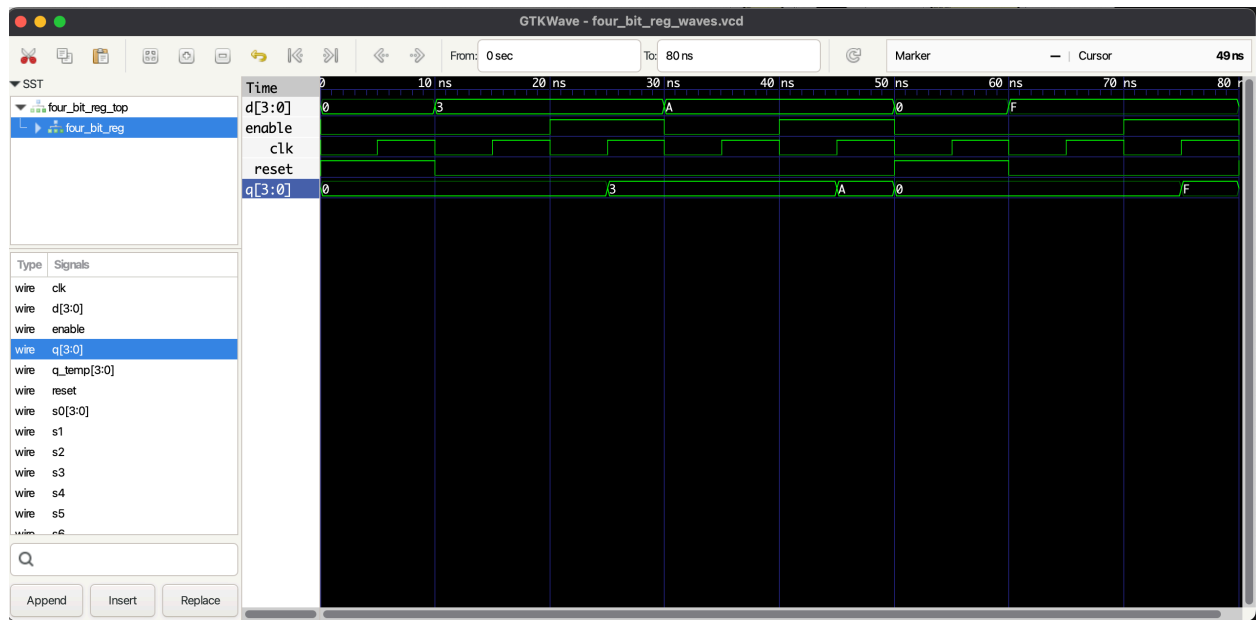 GTKWave - four_bit_reg_waves.vcd
From: 0 sec To: 80 ns Marker — | Cursor 49 ns
SST
four_bit_reg_top
four_bit_reg
Type Signals
wire clk
wire d[3:0]
wire enable
wire q[3:0]
wire q_temp[3:0]
wire reset
wire s0[3:0]
wire s1
wire s2
wire s3
wire s4
wire s5
wire s6
Append Insert Replace
Time 0 10 ns 20 ns 30 ns 40 ns 50 ns 60 ns 70 ns 80
d[3:0] 0 3 A 0 F
enable
clk
reset
q[3:0] 0 3 A 0 F